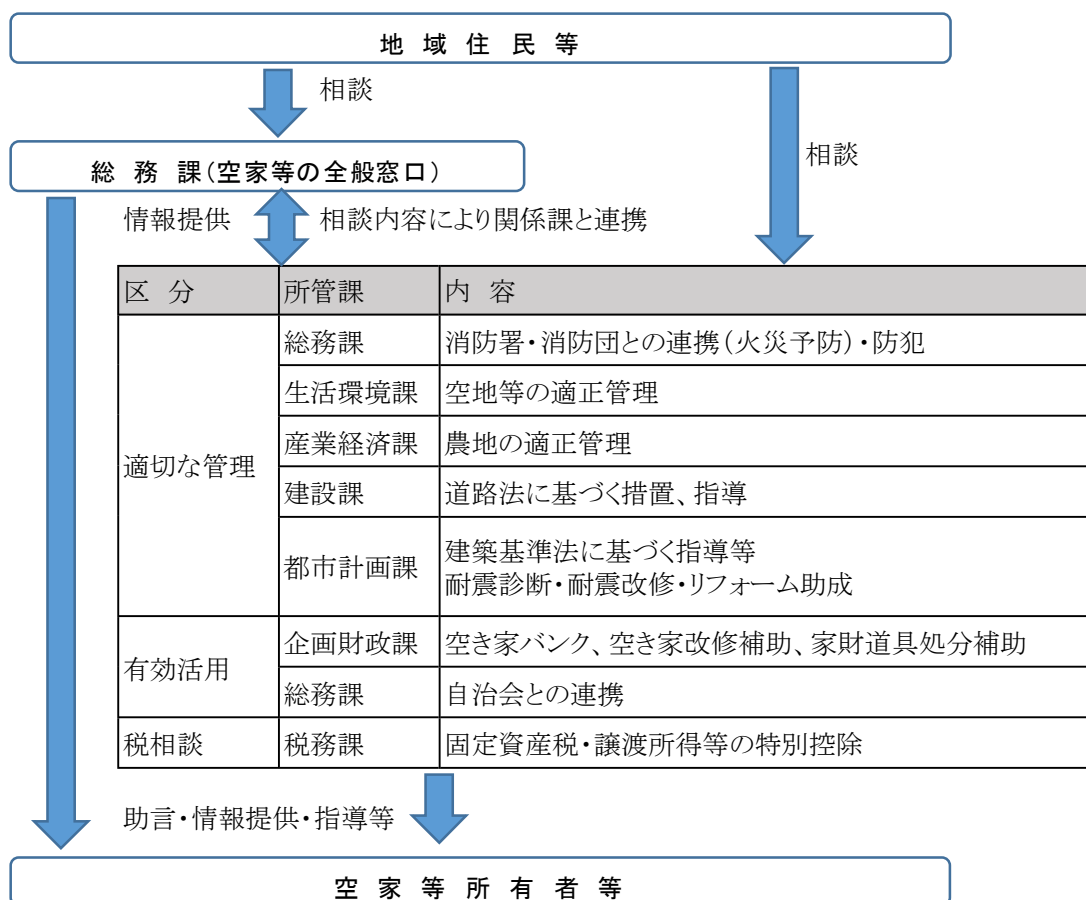 地域住民等
相談
総務課(空家等の全般窓口)
相談
情報提供 相談内容により関係課と連携
区分 所管課 内容
適切な管理
総務課 消防署・消防団との連携(火災予防)・防犯
生活環境課 空地等の適正管理
産業経済課 農地の適正管理
建設課 道路法に基づく措置、指導
都市計画課 建築基準法に基づく指導等
耐震診断・耐震改修・リフォーム助成
有効活用
企画財政課 空き家バンク、空き家改修補助、家財道具処分補助
総務課 自治会との連携
税相談 税務課 固定資産税・譲渡所得等の特別控除
助言・情報提供・指導等
空家等所有者等